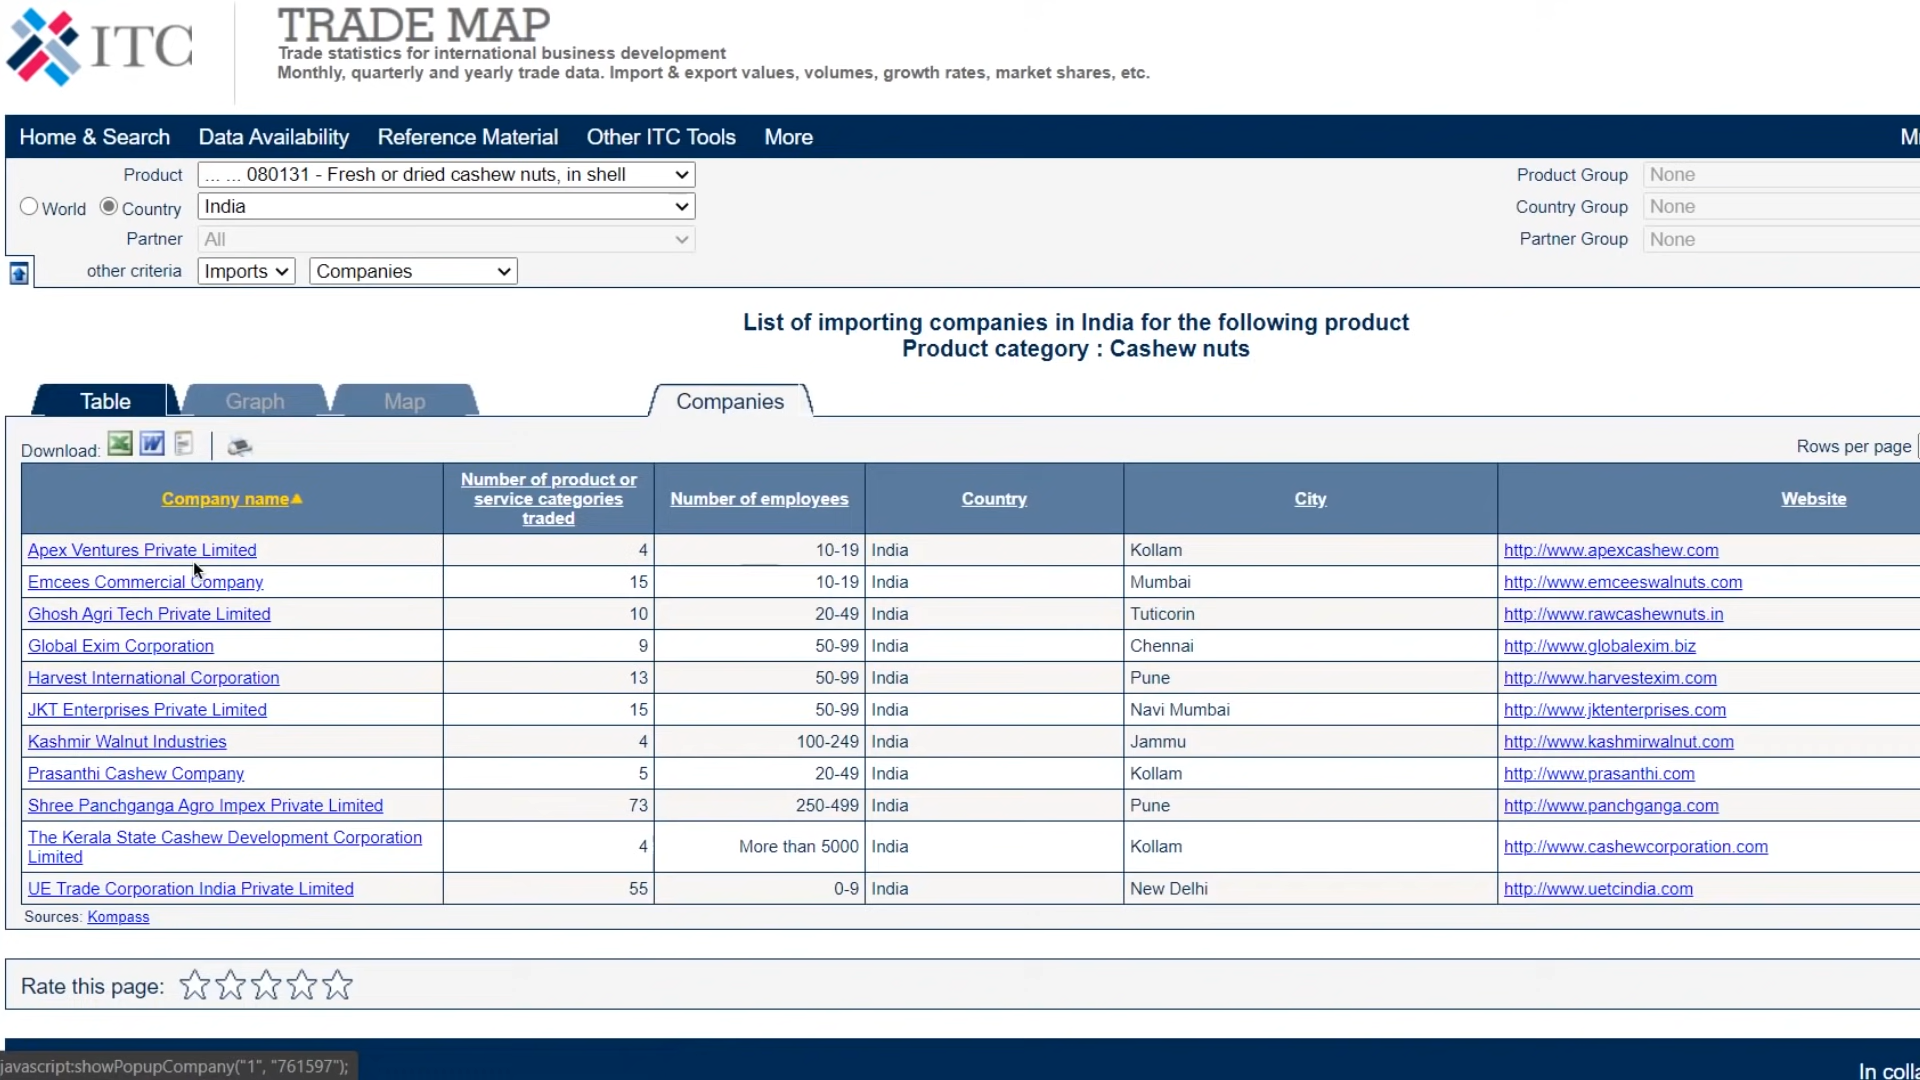 ITC
TRADE MAP
Trade statistics for international business development
Monthly, quarterly and yearly trade data. Import & export values, volumes, growth rates, market shares, etc.
Home & Search Data Availability Reference Material Other ITC Tools More
Product ... ... 080131 - Fresh or dried cashew nuts, in shell Product Group None
World Country India Country Group None
Partner All Partner Group None
other criteria Imports Companies
List of importing companies in India for the following product
Product category : Cashew nuts
Table Graph Map Companies
Download: Rows per page
Company name Number of product or service categories traded Number of employees Country City Website
Apex Ventures Private Limited 4 10-19 India Kollam http://www.apexcashew.com
Emcees Commercial Company 15 10-19 India Mumbai http://www.emceeswalnuts.com
Ghosh Agri Tech Private Limited 10 20-49 India Tuticorin http://www.rawcashewnuts.in
Global Exim Corporation 9 50-99 India Chennai http://www.globalexim.biz
Harvest International Corporation 13 50-99 India Pune http://www.harvestexim.com
JKT Enterprises Private Limited 15 50-99 India Navi Mumbai http://www.jktenterprises.com
Kashmir Walnut Industries 4 100-249 India Jammu http://www.kashmirwalnut.com
Prasanthi Cashew Company 5 20-49 India Kollam http://www.prasanthi.com
Shree Panchganga Agro Impex Private Limited 73 250-499 India Pune http://www.panchganga.com
The Kerala State Cashew Development Corporation Limited 4 More than 5000 India Kollam http://www.cashewcorporation.com
UE Trade Corporation India Private Limited 55 0-9 India New Delhi http://www.uetcindia.com
Sources: Kompass
Rate this page:
javascript:showPopupCompany("1", "761597");
In